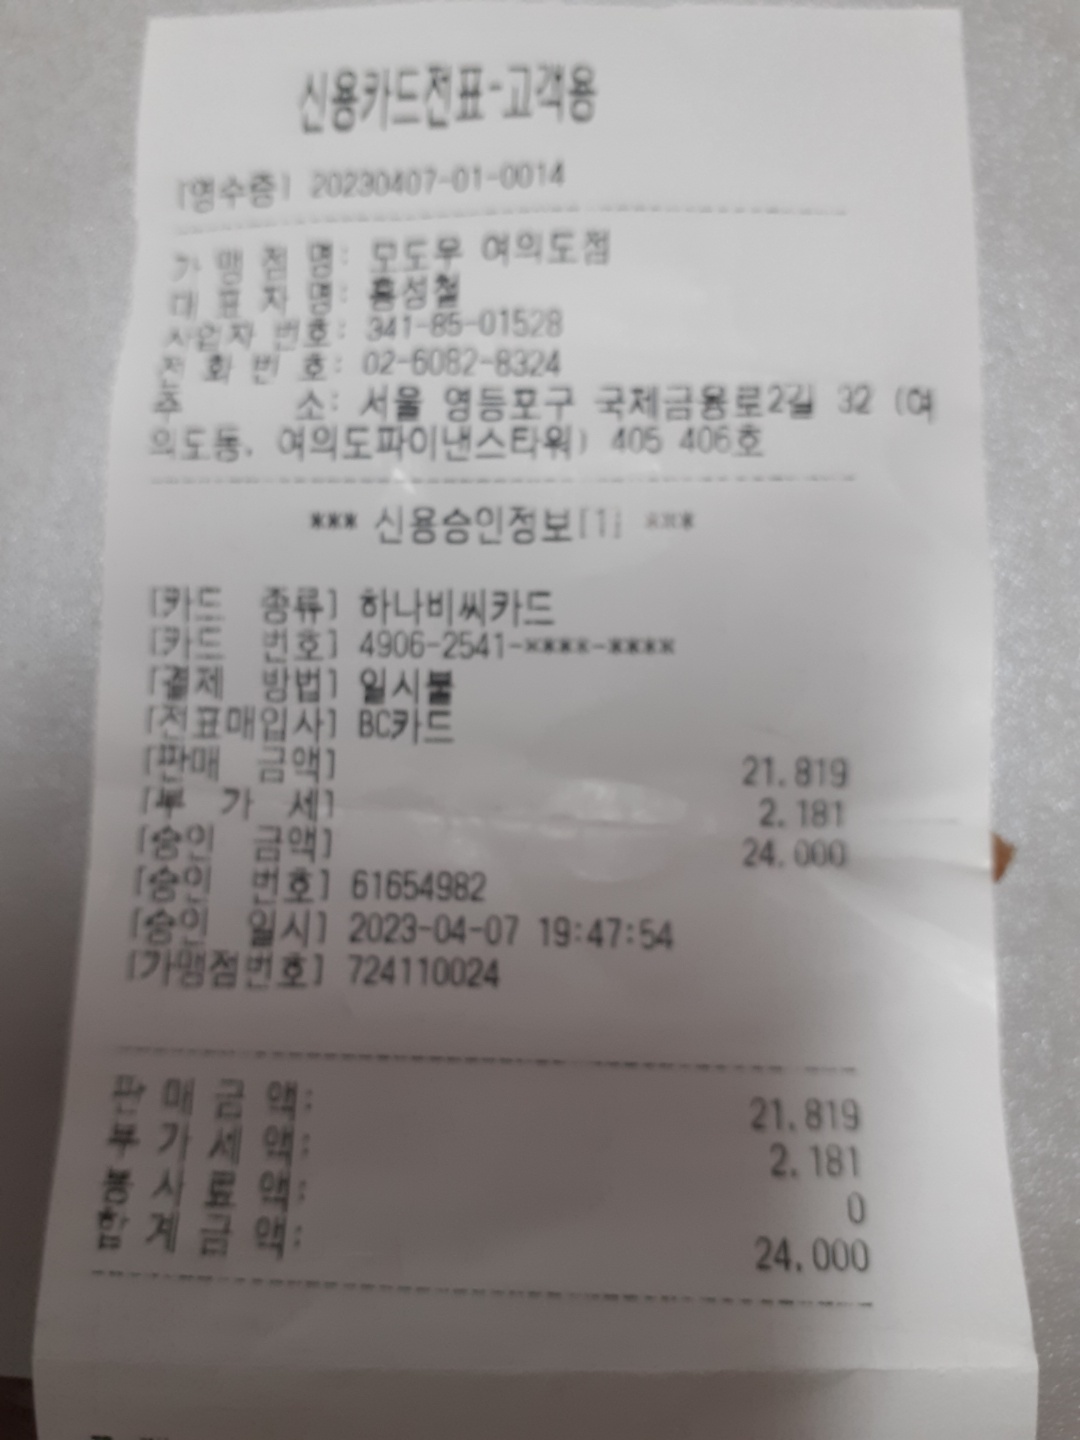 신용카드전표-고객용
[영수증] 20230407-01-0014
가 맹 점 명: 모도우 여의도점
대 표 자 명: 홍성철
사업자 번호: 341-85-01528
전 화 번 호: 02-6082-8324
주 소: 서울 영등포구 국제금융로2길 32 (여
의도동, 여의도파이낸스타워) 405 406호
*** 신용승인정보[1] ***
[카드 종류] 하나비씨카드
[카드 번호] 4906-2541-****-****
[결제 방법] 일시불
[전표매입사] BC카드
[판매 금액] 21,819
[부 가 세] 2,181
[승인 금액] 24,000
[승인 번호] 61654982
[승인 일시] 2023-04-07 19:47:54
[가맹점번호] 724110024
판 매 금 액: 21,819
부 가 세 액: 2,181
봉 사 료 액: 0
합 계 금 액: 24,000